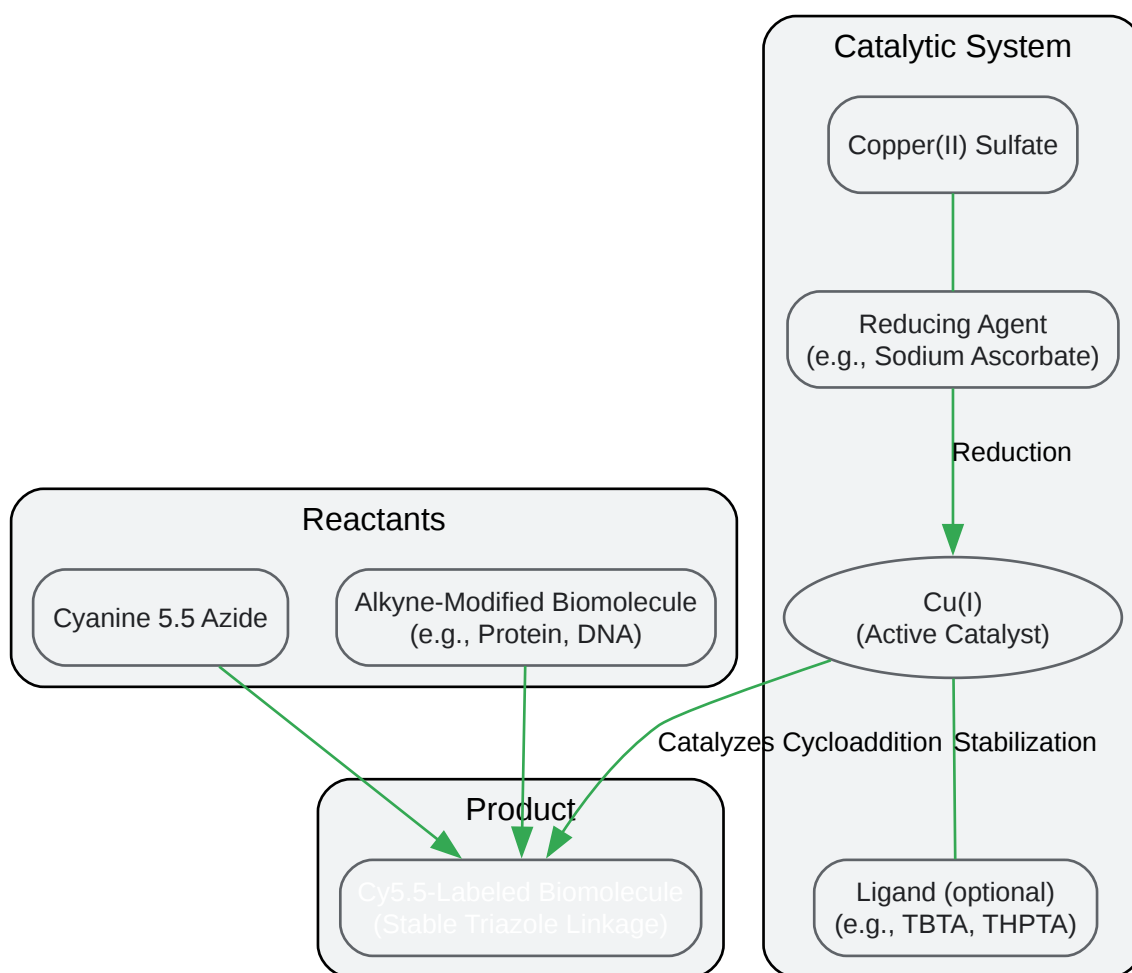 Catalytic System
Copper(II) Sulfate
Reducing Agent
(e.g., Sodium Ascorbate)
Reduction
Reactants
Cyanine 5.5 Azide
Alkyne-Modified Biomolecule
(e.g., Protein, DNA)
Cu(I)
(Active Catalyst)
Catalyzes Cycloaddition
Stabilization
Product
Cy5.5-Labeled Biomolecule
(Stable Triazole Linkage)
Ligand (optional)
(e.g., TBTA, THPTA)